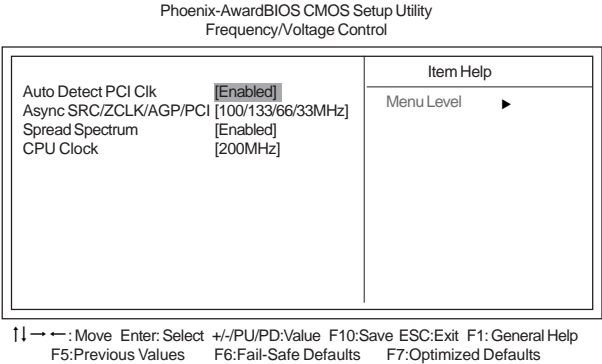 Phoenix-AwardBIOS CMOS Setup Utility
Frequency/Voltage Control
Auto Detect PCI Clk [Enabled]
Async SRC/ZCLK/AGP/PCI [100/133/66/33MHz]
Spread Spectrum [Enabled]
CPU Clock [200MHz]
Item Help
Menu Level ▶
↑↓→←: Move Enter: Select +/-/PU/PD:Value F10:Save ESC:Exit F1: General Help
F5:Previous Values F6:Fail-Safe Defaults F7:Optimized Defaults